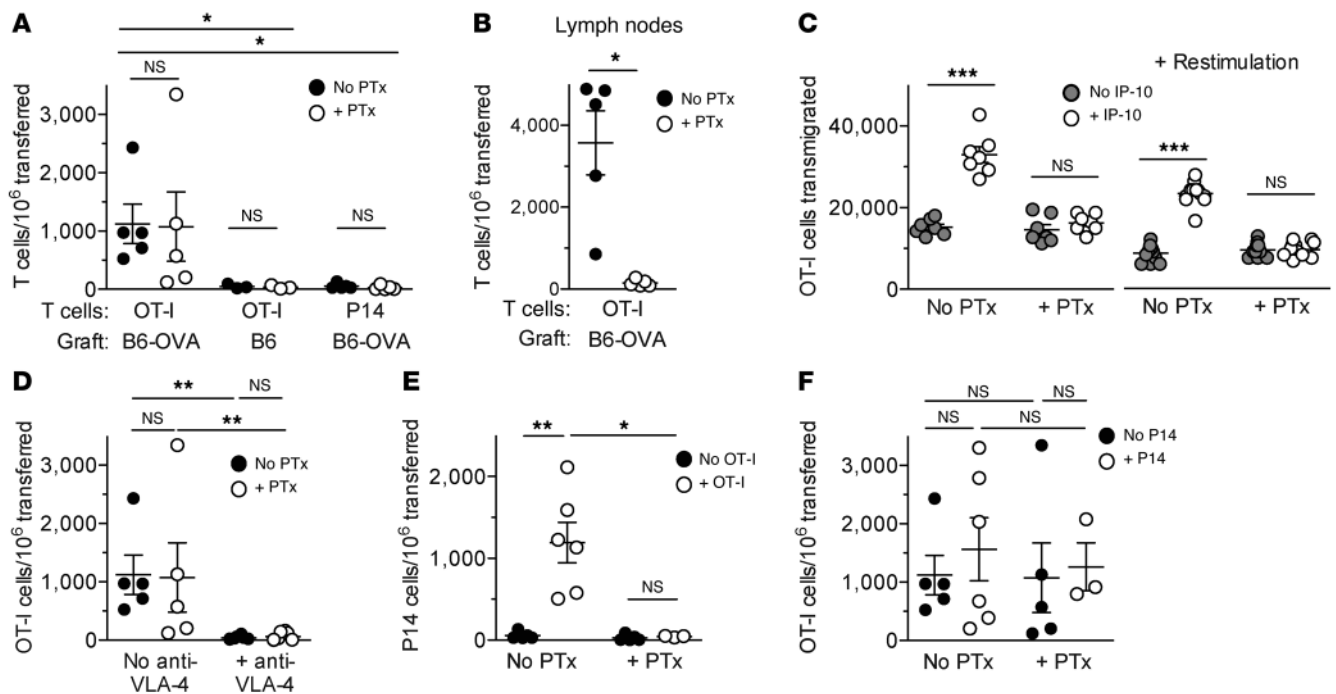 A
*
*
NS
No PTx
+ PTx
T cells/10⁶ transferred
3,000
2,000
1,000
0
NS
NS
T cells: OT-I OT-I P14
Graft: B6-OVA B6 B6-OVA
B
Lymph nodes
*
No PTx
+ PTx
T cells/10⁶ transferred
4,000
2,000
0
OT-I
B6-OVA
C
+ Restimulation
No IP-10
+ IP-10
OT-I cells transmigrated
40,000
20,000
0
***
NS
***
NS
No PTx + PTx No PTx + PTx
D
** NS
NS **
No PTx
+ PTx
OT-I cells/10⁶ transferred
3,000
2,000
1,000
0
No anti-VLA-4 + anti-VLA-4
E
** *
No OT-I
+ OT-I
P14 cells/10⁶ transferred
2,000
1,000
0
NS
No PTx + PTx
F
NS NS
NS NS
No P14
+ P14
OT-I cells/10⁶ transferred
3,000
2,000
1,000
0
No PTx + PTx